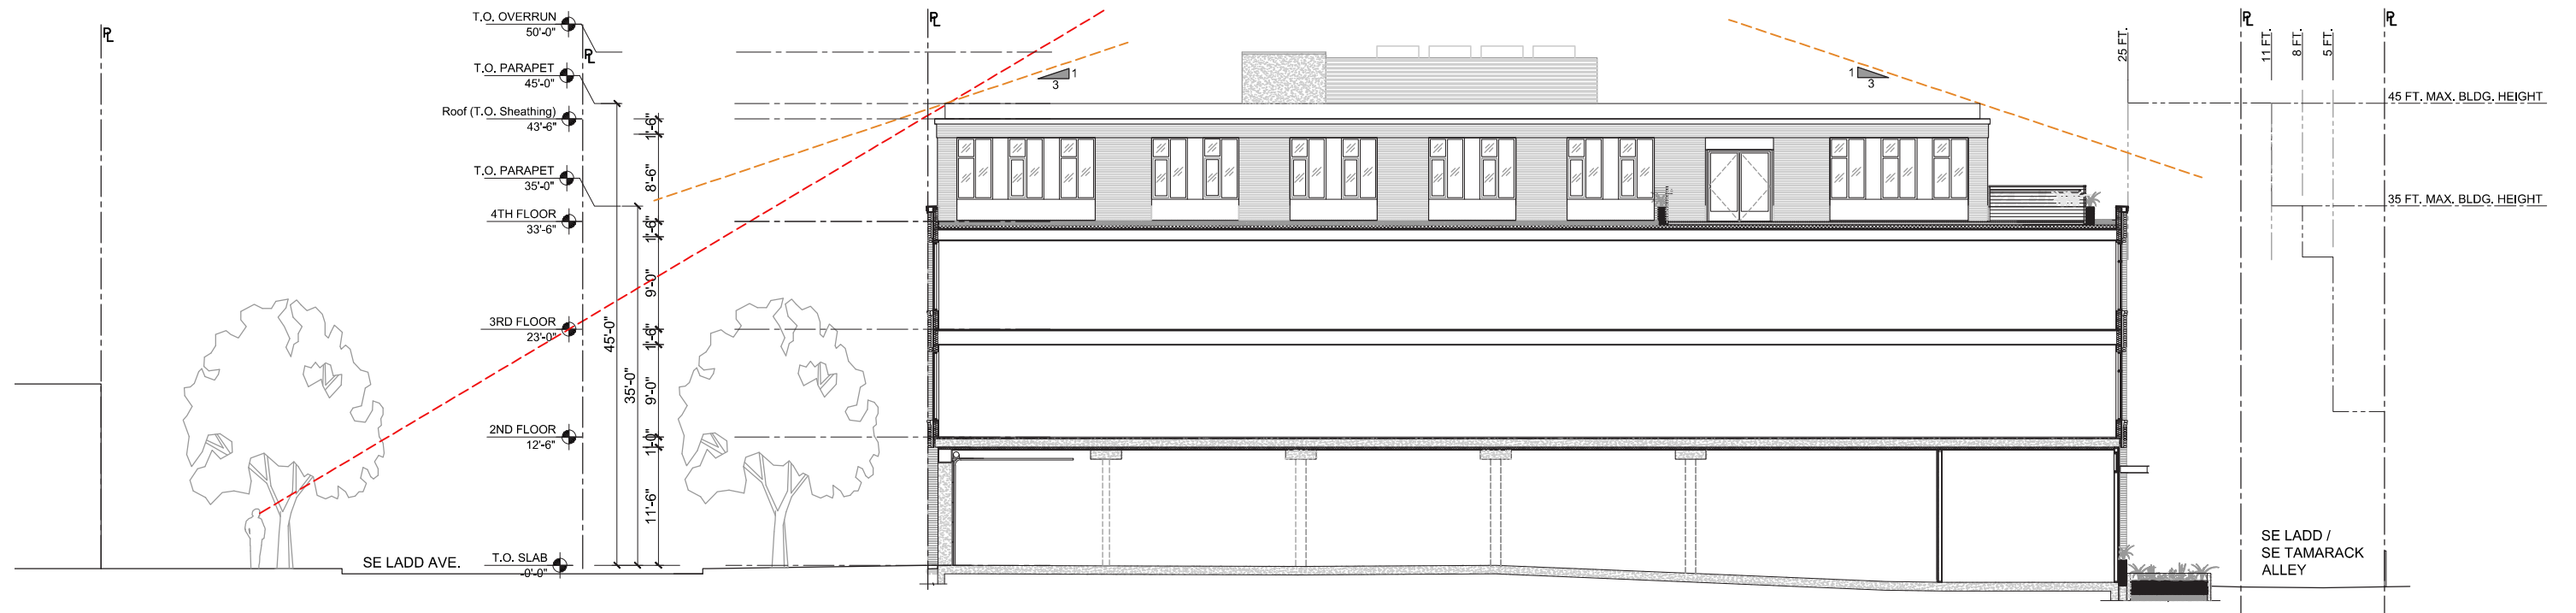 T.O. OVERRUN
50'-0"
T.O. PARAPET
45'-0"
Roof (T.O. Sheathing)
43'-6"
T.O. PARAPET
35'-0"
4TH FLOOR
33'-6"
3RD FLOOR
23'-0"
2ND FLOOR
12'-6"
T.O. SLAB
-0'-0"
SE LADD AVE.
PL
PL
PL
PL
PL
45'-0"
35'-0"
1'-6"
1'-6"
8'-6"
1'-6"
9'-0"
1'-6"
9'-0"
1'-0"
11'-6"
1
3
1
3
25 FT.
11 FT.
8 FT.
5 FT.
45 FT. MAX. BLDG. HEIGHT
35 FT. MAX. BLDG. HEIGHT
SE LADD /
SE TAMARACK
ALLEY